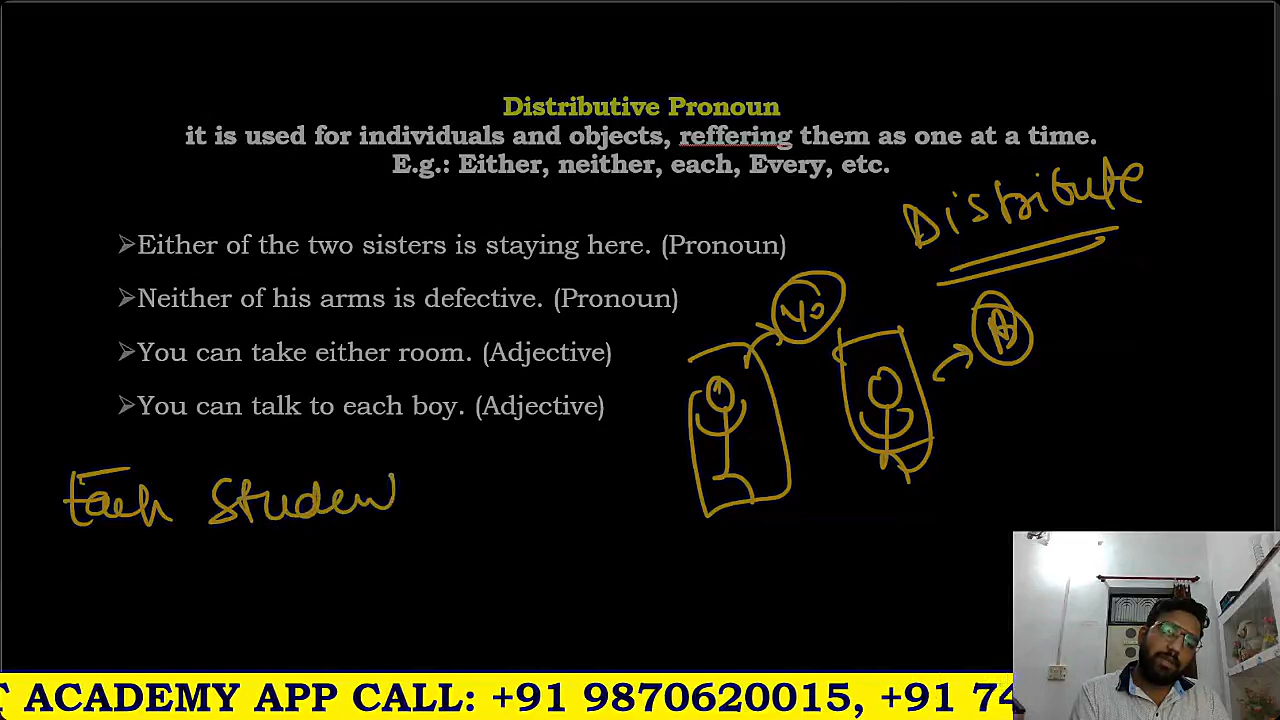 Distributive Pronoun
it is used for individuals and objects, reffering them as one at a time.
E.g.: Either, neither, each, Every, etc.
Distribute
➢Either of the two sisters is staying here. (Pronoun)
➢Neither of his arms is defective. (Pronoun)
➢You can take either room. (Adjective)
➢You can talk to each boy. (Adjective)
Each Studen
T ACADEMY APP CALL: +91 9870620015, +91 74